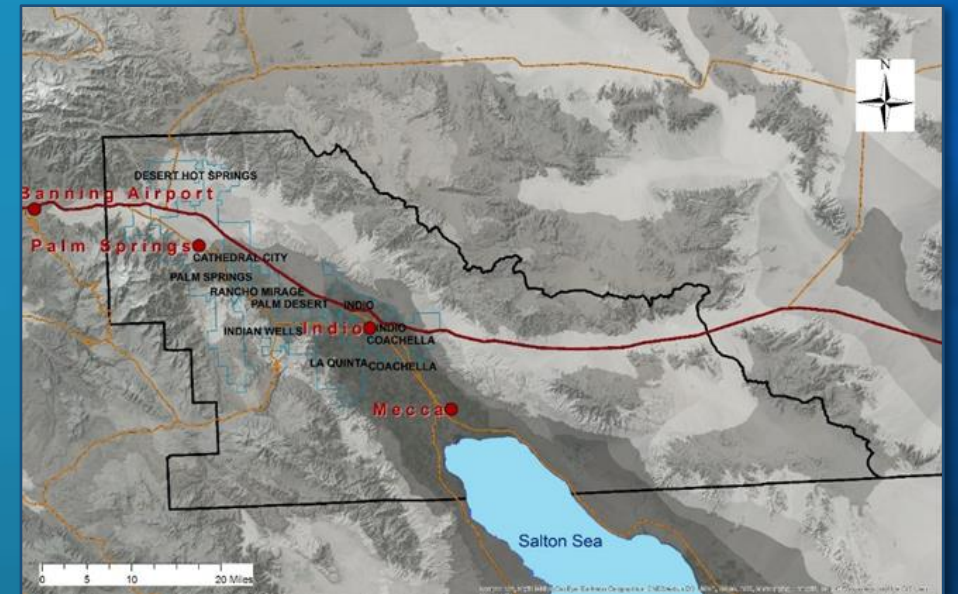 N
DESERT HOT SPRINGS
Banning Airport
Palm Springs
CATHEDRAL CITY
PALM SPRINGS
RANCHO MIRAGE
PALM DESERT INDIO
INDIAN WELLS Indio INDIO
COACHELLA
LA QUINTA COACHELLA
Mecca
Salton Sea
0 5 10 20 Miles